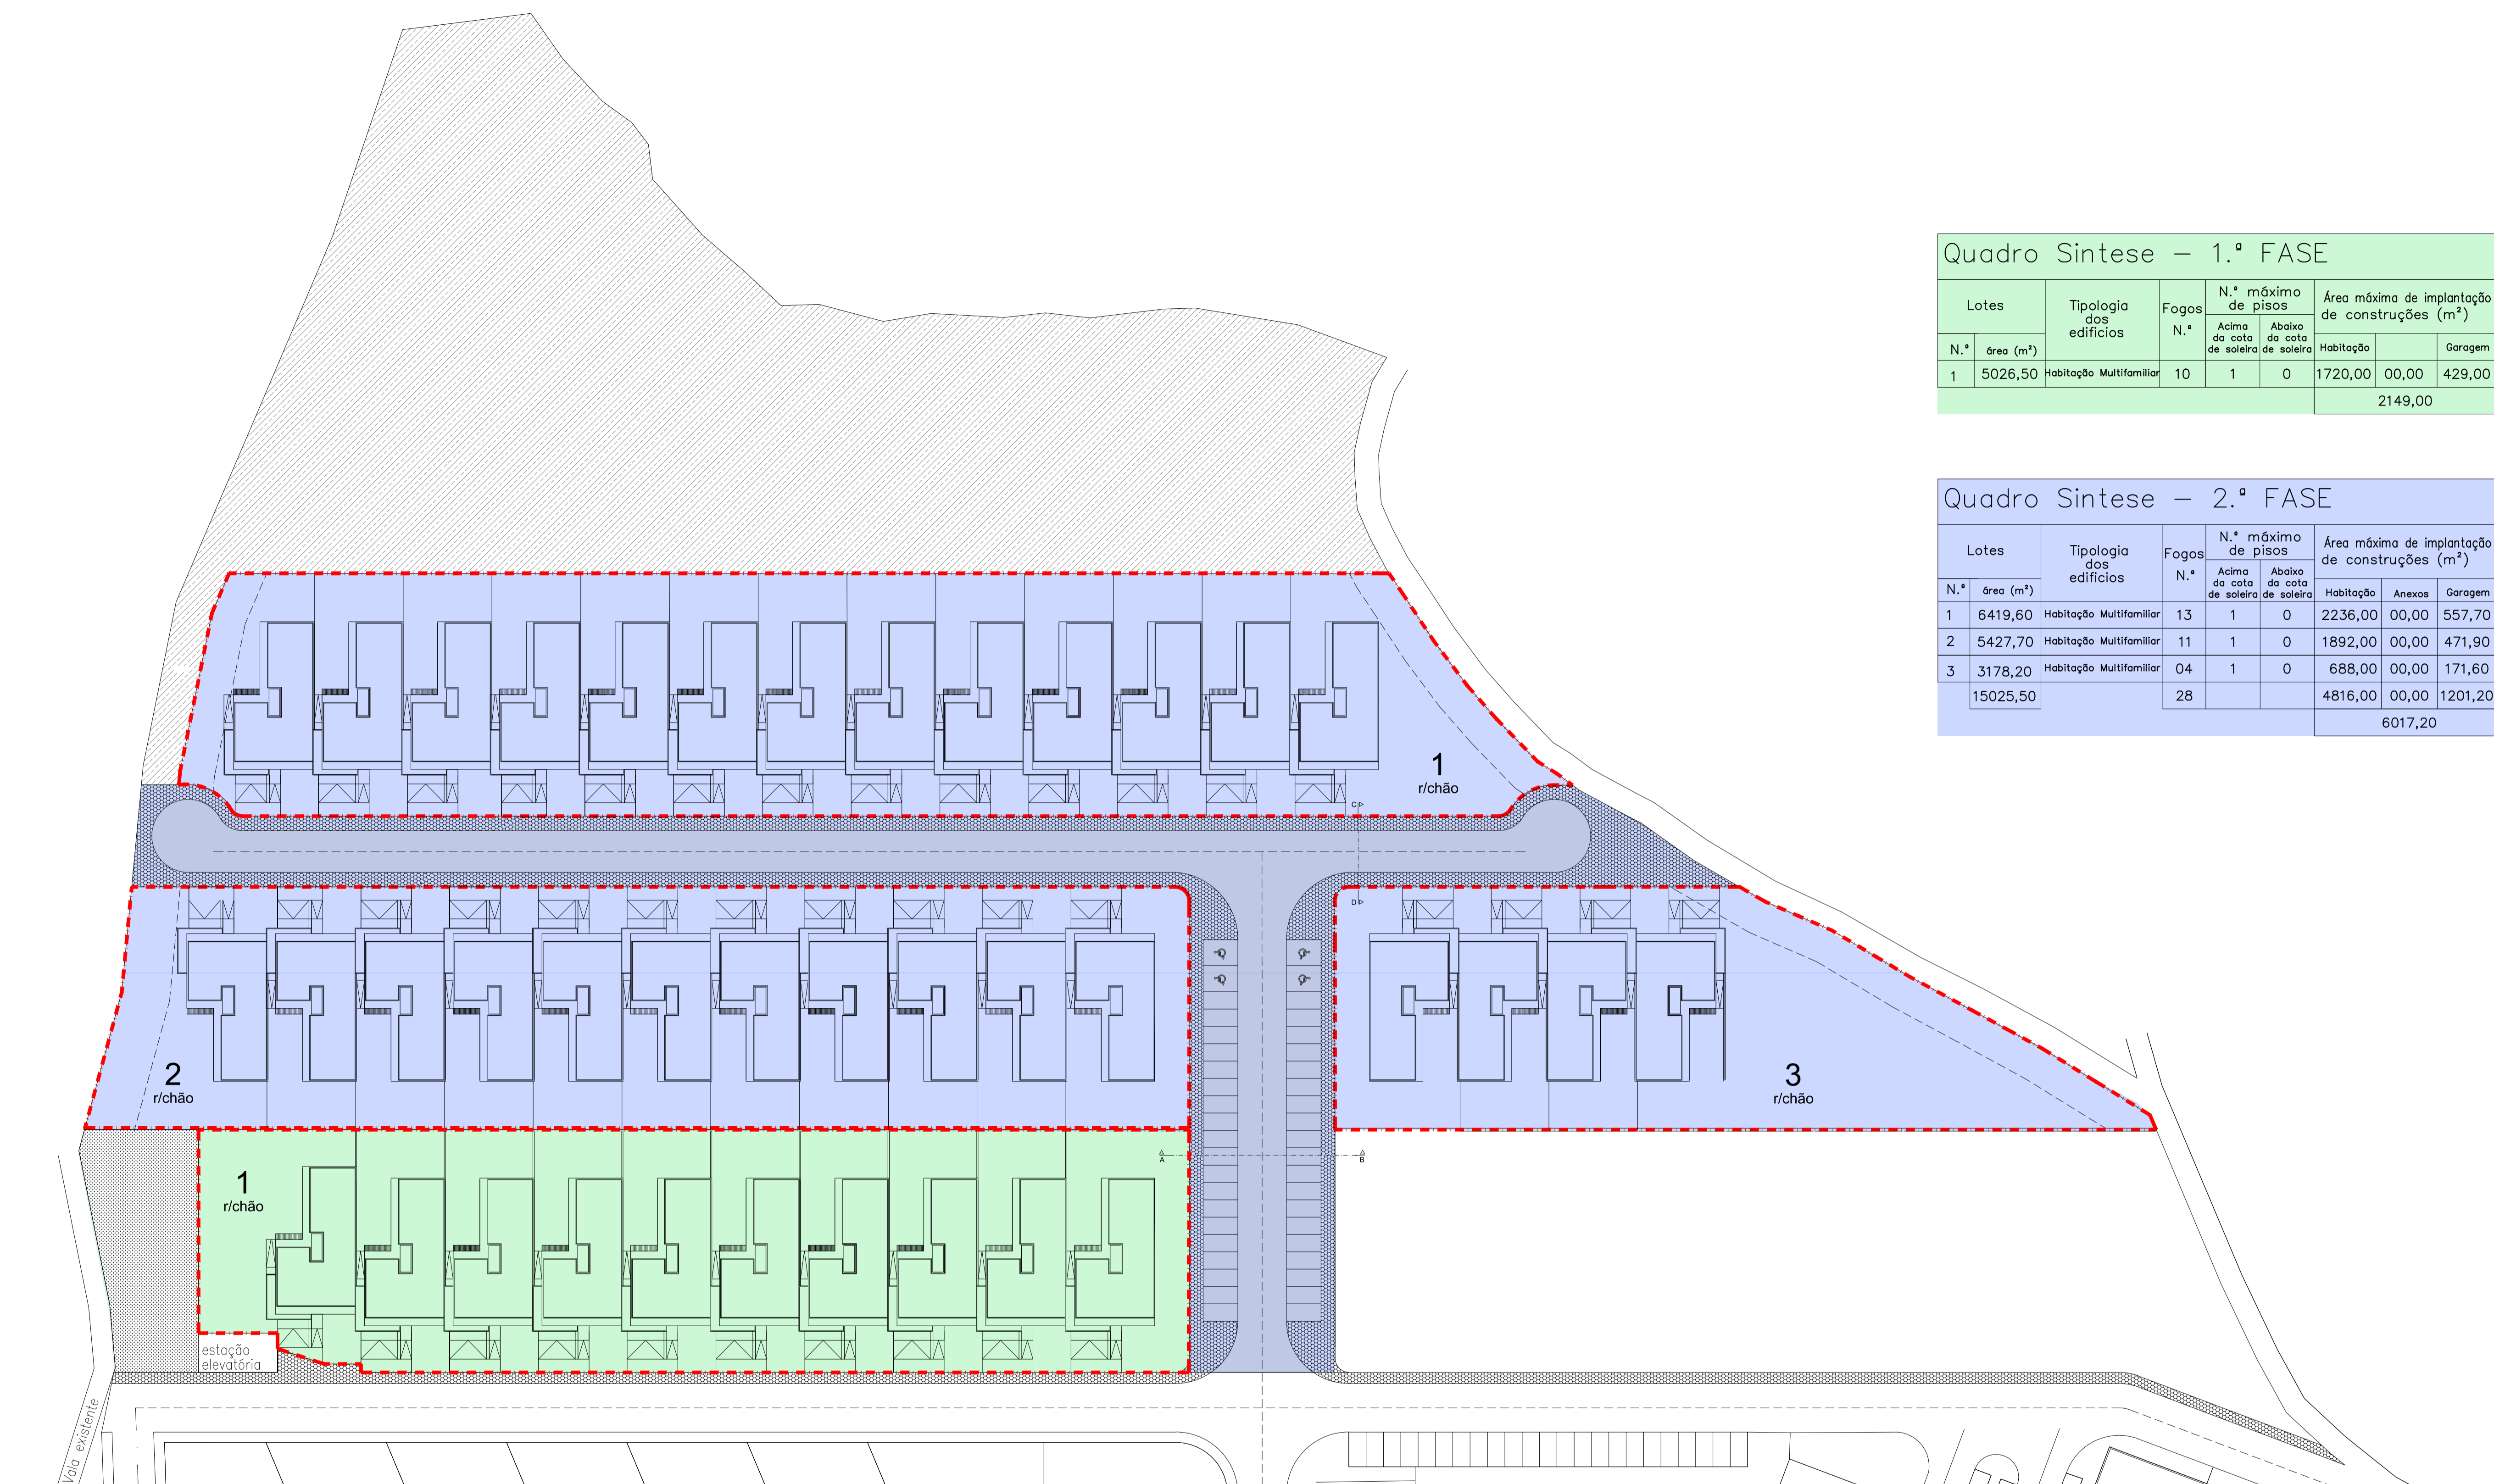 Quadro Sintese – 1.ª FASE
Lotes
Tipologia
dos
edificios
Fogos
N.º
N.º máximo
de pisos
Área máxima de implantação
de construções (m²)
Acima
da cota
de soleira
Abaixo
da cota
de soleira
N.º
área (m²)
Habitação
Garagem
1 5026,50 Habitação Multifamiliar 10 1 0 1720,00 00,00 429,00
2149,00
Quadro Sintese – 2.ª FASE
Lotes
Tipologia
dos
edificios
Fogos
N.º
N.º máximo
de pisos
Área máxima de implantação
de construções (m²)
Acima
da cota
de soleira
Abaixo
da cota
de soleira
N.º
área (m²)
Habitação
Anexos
Garagem
1 6419,60 Habitação Multifamiliar 13 1 0 2236,00 00,00 557,70
2 5427,70 Habitação Multifamiliar 11 1 0 1892,00 00,00 471,90
3 3178,20 Habitação Multifamiliar 04 1 0 688,00 00,00 171,60
15025,50 28 4816,00 00,00 1201,20
6017,20
1
r/chão
C
D
2
r/chão
3
r/chão
A
B
1
r/chão
estação
elevatória
Vala existente